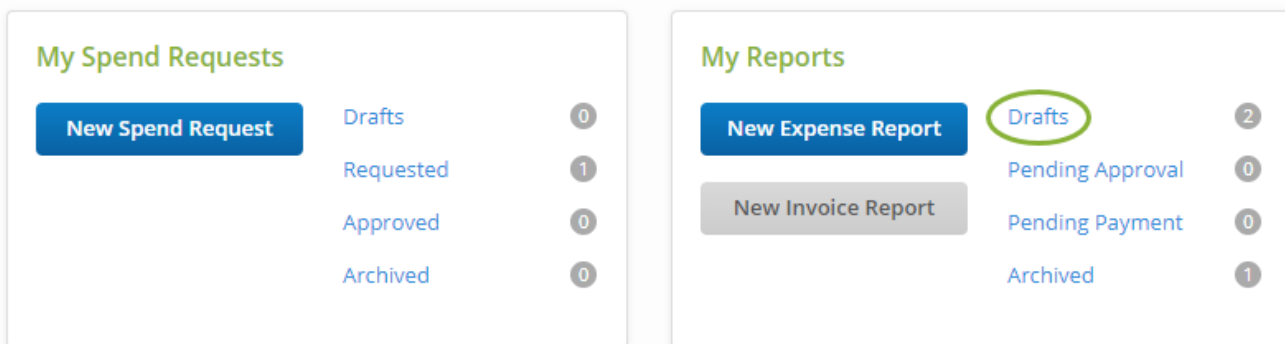 My Spend Requests
New Spend Request
Drafts 0
Requested 1
Approved 0
Archived 0
My Reports
New Expense Report
New Invoice Report
Drafts 2
Pending Approval 0
Pending Payment 0
Archived 1